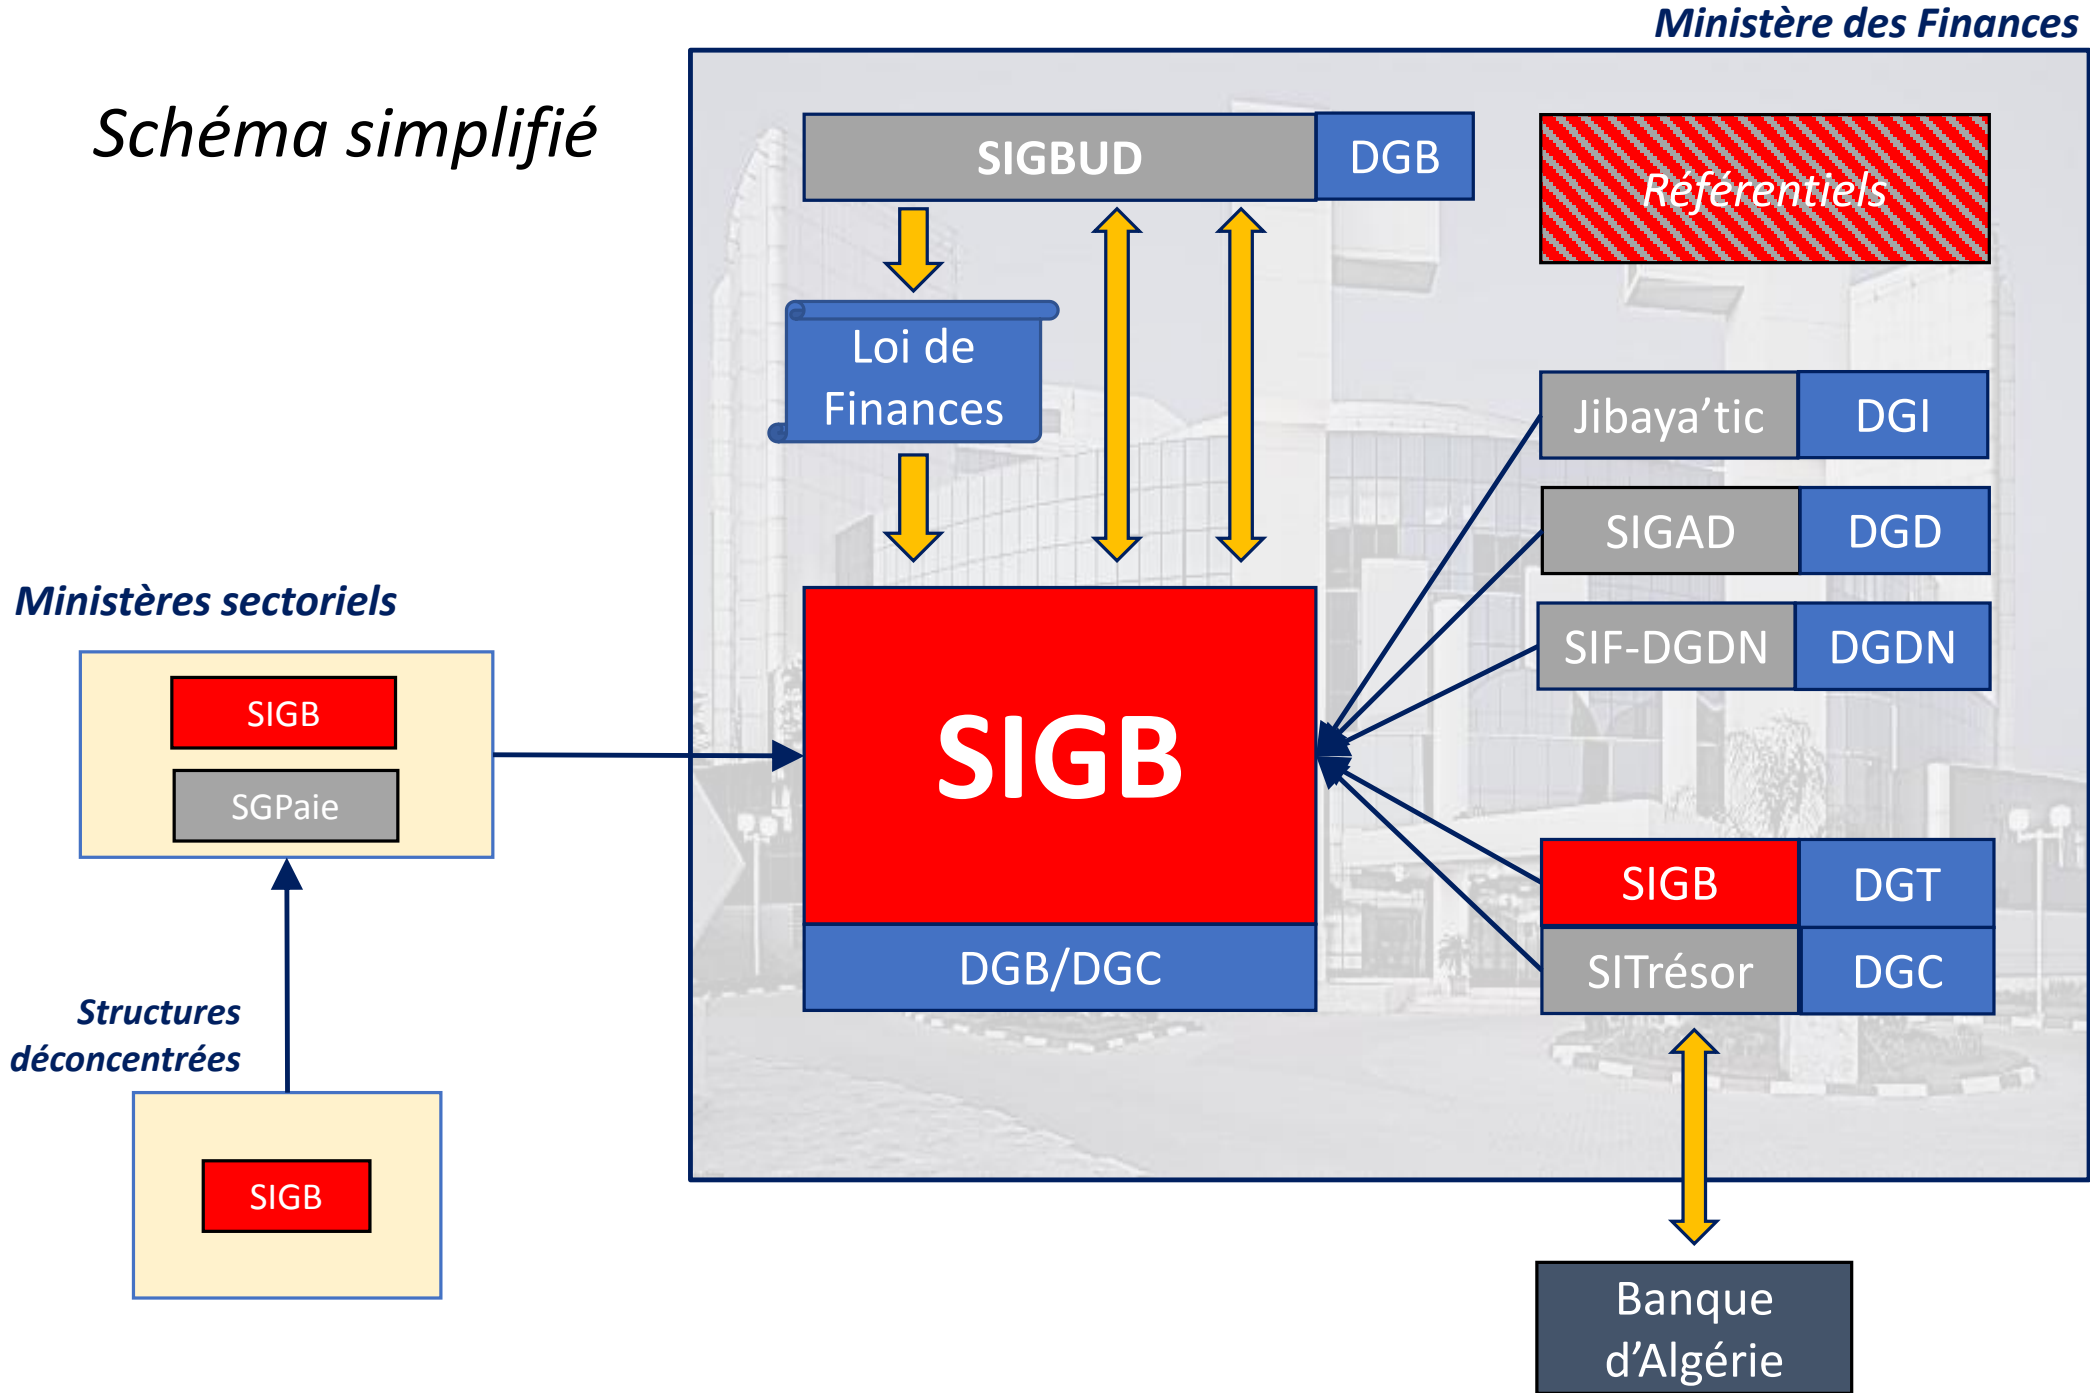 Ministère des Finances
Schéma simplifié
SIGBUD
DGB
Référentiels
Loi de
Finances
Jibaya’tic
DGI
SIGAD
DGD
SIF-DGDN
DGDN
Ministères sectoriels
SIGB
SGPaie
SIGB
DGB/DGC
SIGB
DGT
SITrésor
DGC
Structures
déconcentrées
SIGB
Banque
d’Algérie